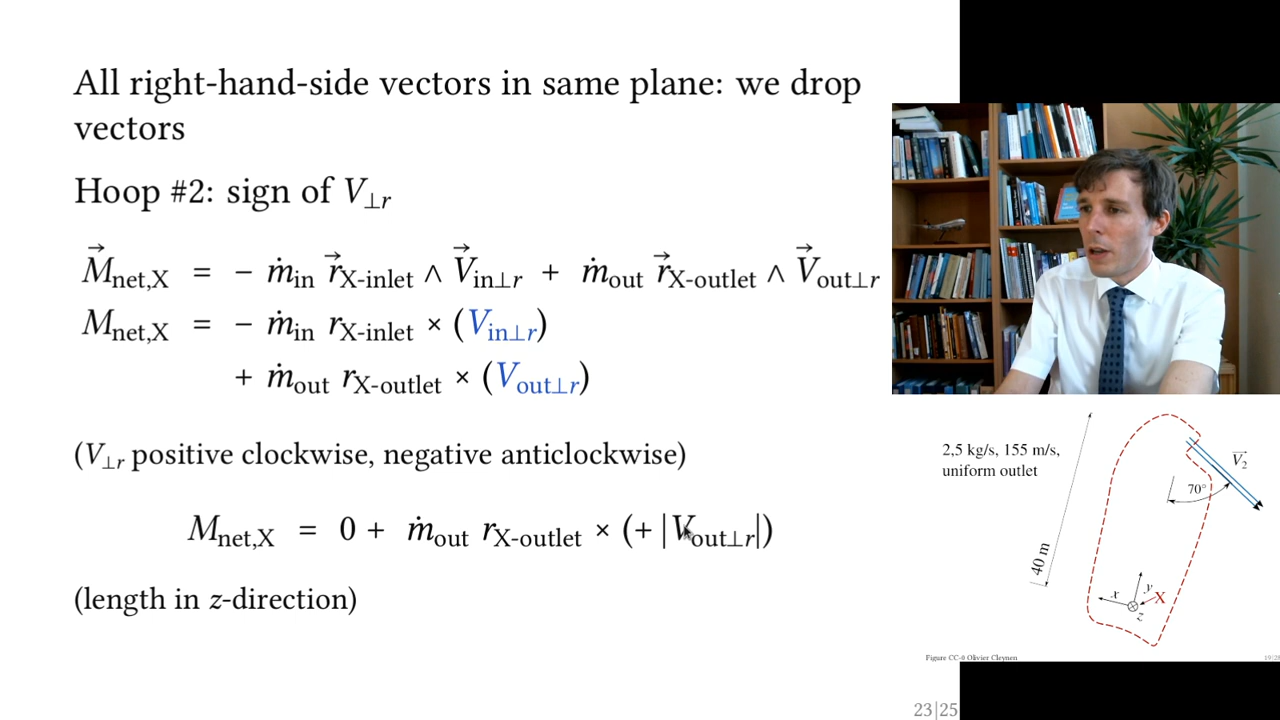 All right-hand-side vectors in same plane: we drop
vectors
Hoop #2: sign of V⊥r
M⃗net,X = − ṁin r⃗X-inlet ∧ V⃗in⊥r + ṁout r⃗X-outlet ∧ V⃗out⊥r
Mnet,X = − ṁin rX-inlet × (Vin⊥r)
+ ṁout rX-outlet × (Vout⊥r)
(V⊥r positive clockwise, negative anticlockwise)
Mnet,X = 0 + ṁout rX-outlet × (+ |Vout⊥r|)
(length in z-direction)
23|25
2,5 kg/s, 155 m/s,
uniform outlet
V⃗2
70°
40 m
x
y
X
z
Figure CC-0 Olivier Cleynen